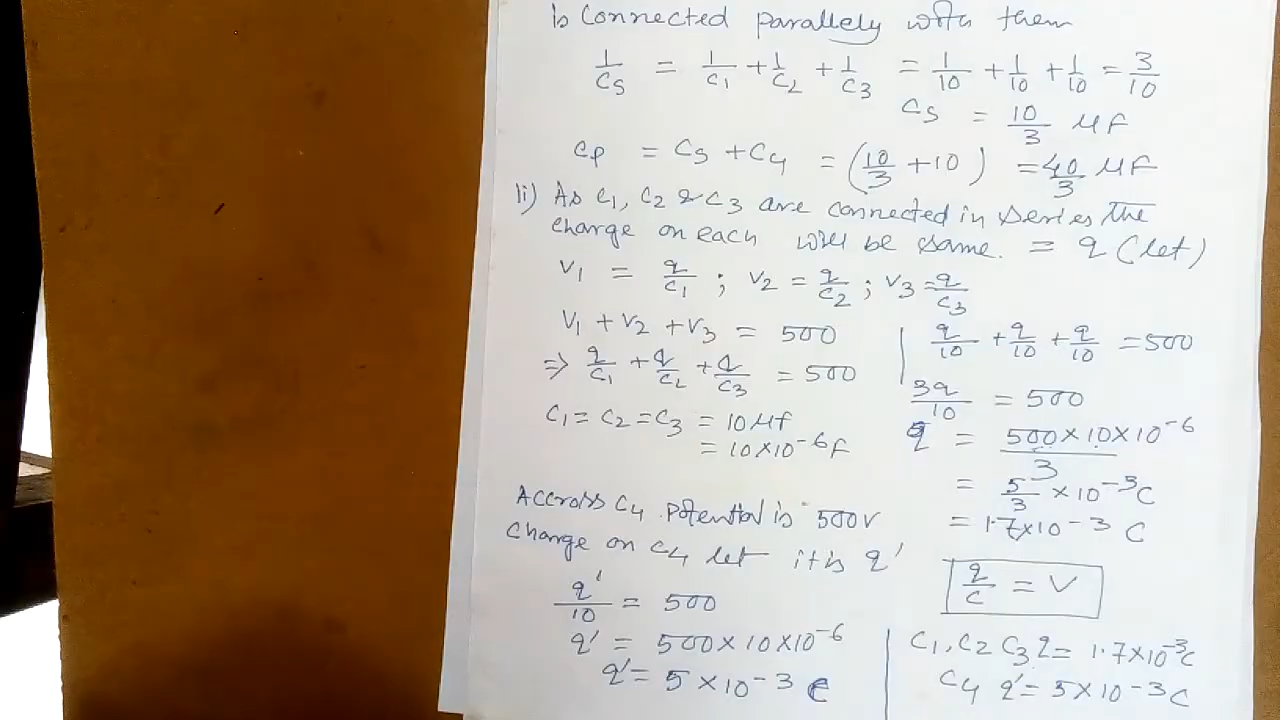 is Connected parallely with them
1/Cs = 1/C1 + 1/C2 + 1/C3 = 1/10 + 1/10 + 1/10 = 3/10
Cs = 10/3 μF
Cp = Cs + C4 = (10/3 + 10) = 40/3 μF
ii) As C1, C2 & C3 are connected in series the
charge on each will be same. = q (let)
V1 = q/C1 ; V2 = q/C2 ; V3 = q/C3
V1 + V2 + V3 = 500
⇒ q/C1 + q/C2 + q/C3 = 500
C1 = C2 = C3 = 10 μf
= 10×10-6F
q/10 + q/10 + q/10 = 500
3q/10 = 500
q = 500×10×10-6/3
= 5/3 ×10-3C
= 1.7×10-3 C
Accross C4 potential is 500V
charge on C4 let it is q'
q'/10 = 500
q' = 500×10×10-6
q' = 5×10-3 C
q/C = V
C1, C2 C3 q = 1.7×10-3C
C4 q' = 5×10-3C